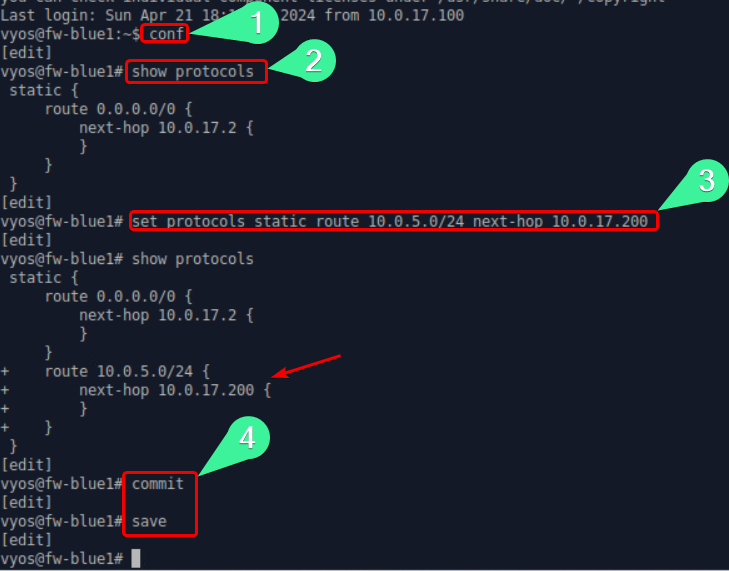 Last login: Sun Apr 21 18: 2024 from 10.0.17.100
vyos@fw-blue1:~$ conf
1
[edit]
vyos@fw-blue1# show protocols
2
 static {
     route 0.0.0.0/0 {
         next-hop 10.0.17.2 {
         }
     }
 }
[edit]
3
vyos@fw-blue1# set protocols static route 10.0.5.0/24 next-hop 10.0.17.200
[edit]
vyos@fw-blue1# show protocols
 static {
     route 0.0.0.0/0 {
         next-hop 10.0.17.2 {
         }
     }
+    route 10.0.5.0/24 {
+        next-hop 10.0.17.200 {
+        }
+    }
 }
4
[edit]
vyos@fw-blue1# commit
[edit]
vyos@fw-blue1# save
[edit]
vyos@fw-blue1#